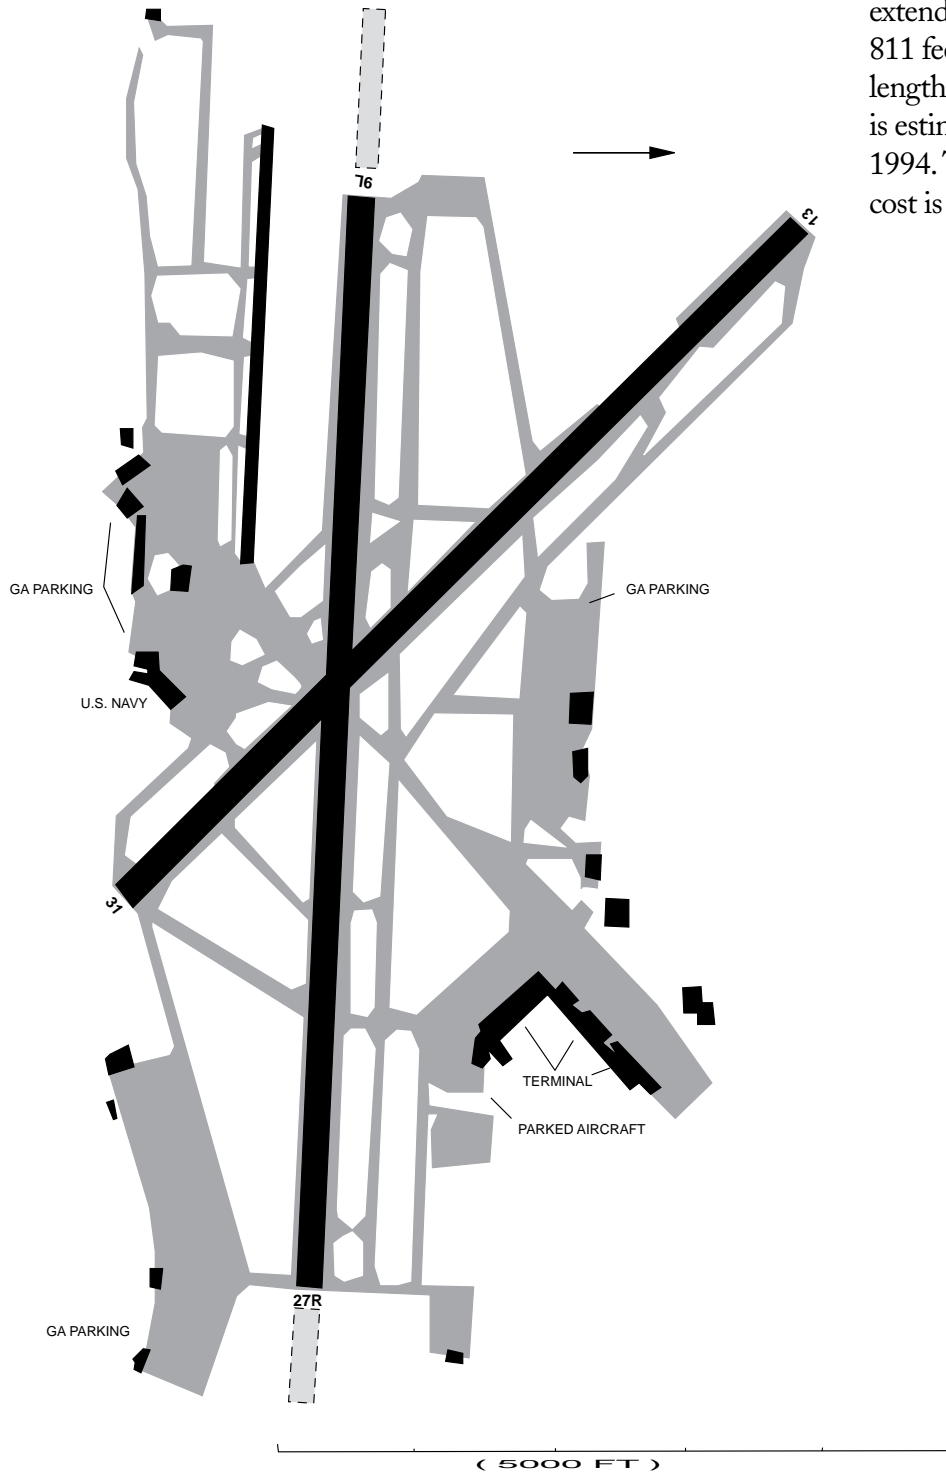 extend
811 fee
length
is estin
1994. T
cost is
9L
13
GA PARKING
GA PARKING
U.S. NAVY
31
TERMINAL
PARKED AIRCRAFT
27R
GA PARKING
( 5000 FT )